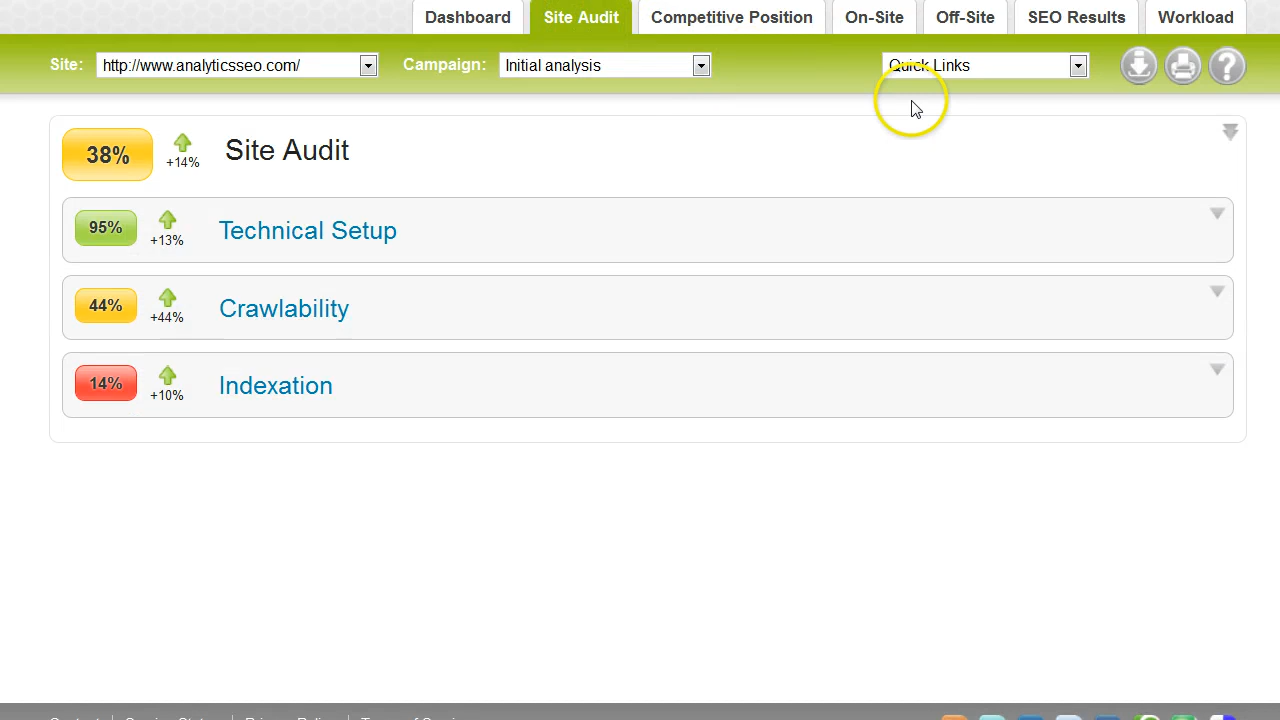 Dashboard Site Audit Competitive Position On-Site Off-Site SEO Results Workload
Site: http://www.analyticsseo.com/ Campaign: Initial analysis Quick Links ?
38% +14% Site Audit
95% +13% Technical Setup
44% +44% Crawlability
14% +10% Indexation